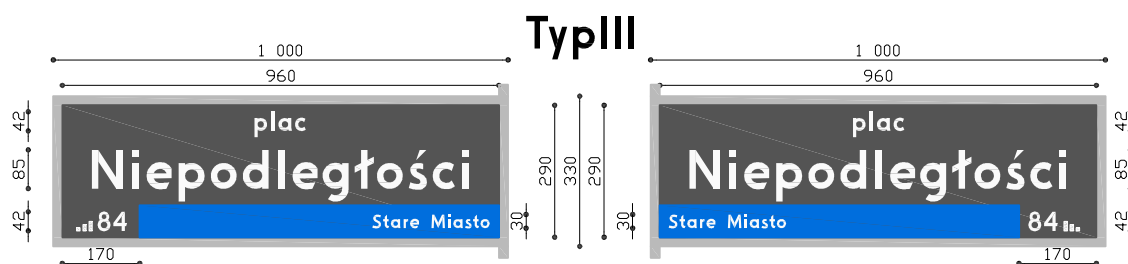 TypIII
1 000
960
plac
Niepodległości
84
Stare Miasto
42
85
42
170
30
290
330
290
1 000
960
plac
Niepodległości
Stare Miasto
84
30
42
85
42
170